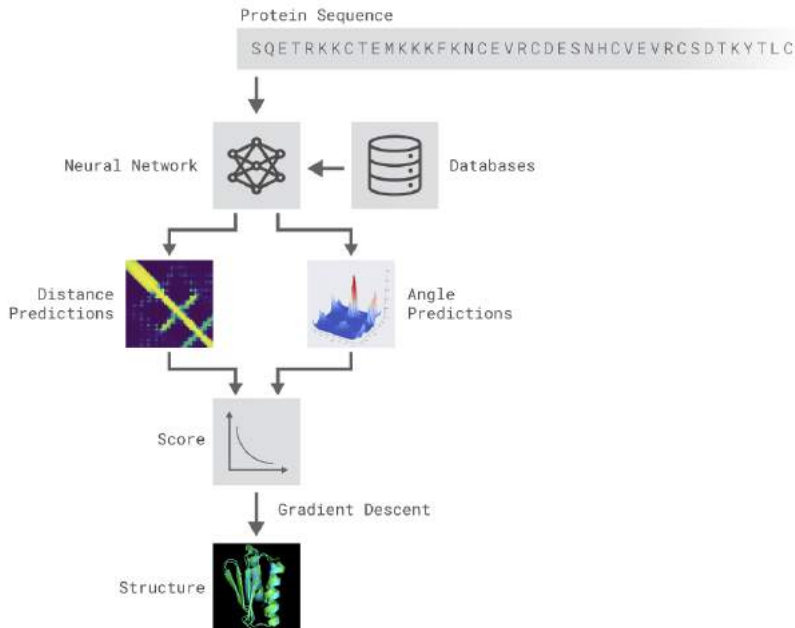 Protein Sequence
SQETRKKCTEMKKKFKNCEVRCDESNHCVEVRCSDTKYTLC
Neural Network
Databases
Distance
Predictions
Angle
Predictions
Score
Gradient Descent
Structure